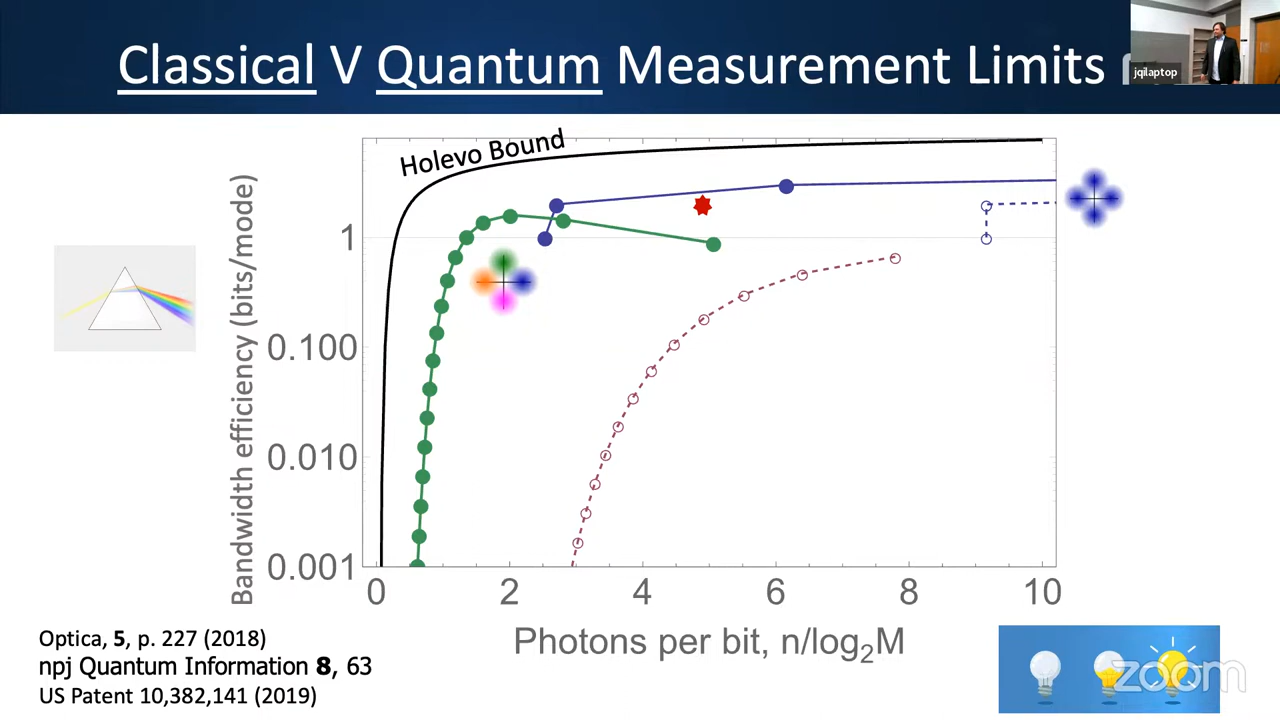 Classical V Quantum Measurement Limits
jqilaptop
Holevo Bound
Bandwidth efficiency (bits/mode)
1
0.100
0.010
0.001
0 2 4 6 8 10
Photons per bit, n/log₂M
Optica, 5, p. 227 (2018)
npj Quantum Information 8, 63
US Patent 10,382,141 (2019)
zoom